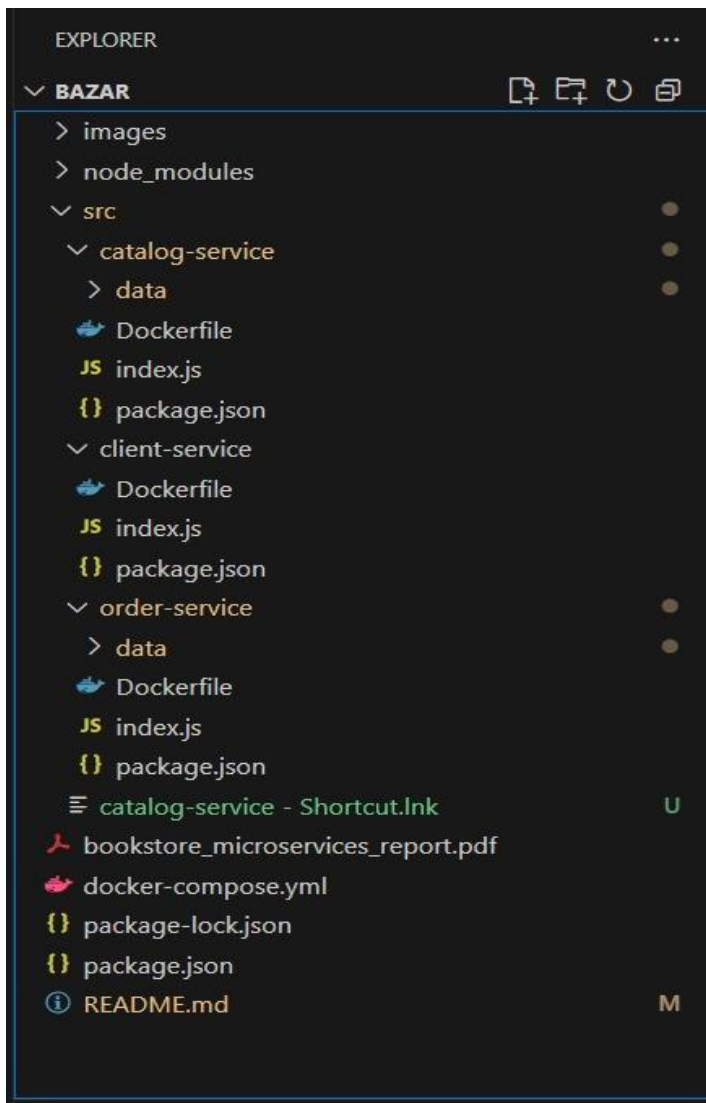 EXPLORER
BAZAR
images
node_modules
src
catalog-service
data
Dockerfile
JS index.js
{} package.json
client-service
Dockerfile
JS index.js
{} package.json
order-service
data
Dockerfile
JS index.js
{} package.json
catalog-service - Shortcut.lnk U
bookstore_microservices_report.pdf
docker-compose.yml
{} package-lock.json
{} package.json
README.md M